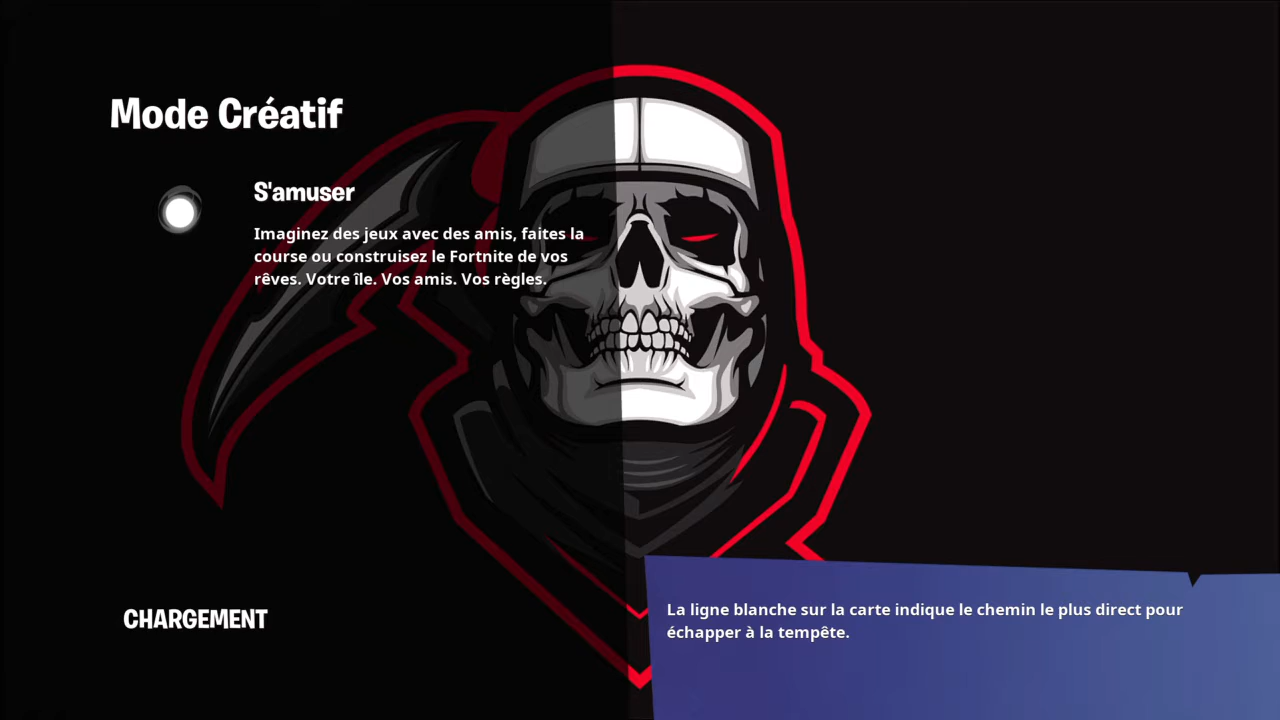 Mode Créatif
S'amuser
Imaginez des jeux avec des amis, faites la
course ou construisez le Fortnite de vos
rêves. Votre île. Vos amis. Vos règles.
CHARGEMENT
La ligne blanche sur la carte indique le chemin le plus direct pour
échapper à la tempête.